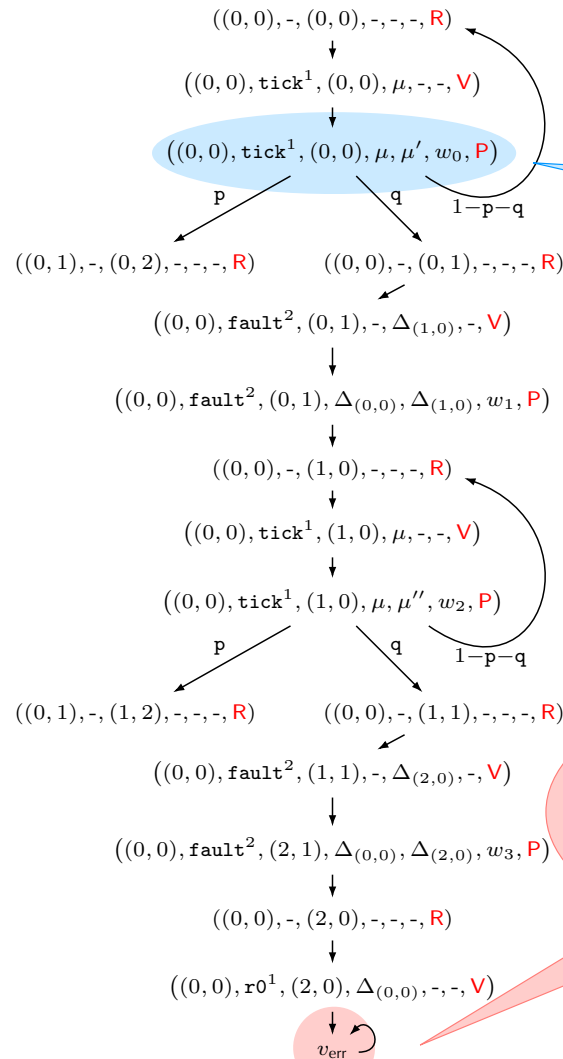 ((0, 0), -, (0, 0), -, -, -, R)
((0, 0), tick¹, (0, 0), μ, -, -, V)
((0, 0), tick¹, (0, 0), μ, μ′, w₀, P)
p q 1−p−q
((0, 1), -, (0, 2), -, -, -, R) ((0, 0), -, (0, 1), -, -, -, R)
((0, 0), fault², (0, 1), -, Δ₍₁,₀₎, -, V)
((0, 0), fault², (0, 1), Δ₍₀,₀₎, Δ₍₁,₀₎, w₁, P)
((0, 0), -, (1, 0), -, -, -, R)
((0, 0), tick¹, (1, 0), μ, -, -, V)
((0, 0), tick¹, (1, 0), μ, μ″, w₂, P)
p q 1−p−q
((0, 1), -, (1, 2), -, -, -, R) ((0, 0), -, (1, 1), -, -, -, R)
((0, 0), fault², (1, 1), -, Δ₍₂,₀₎, -, V)
((0, 0), fault², (2, 1), Δ₍₀,₀₎, Δ₍₂,₀₎, w₃, P)
((0, 0), -, (2, 0), -, -, -, R)
((0, 0), r0¹, (2, 0), Δ₍₀,₀₎, -, -, V)
v_err